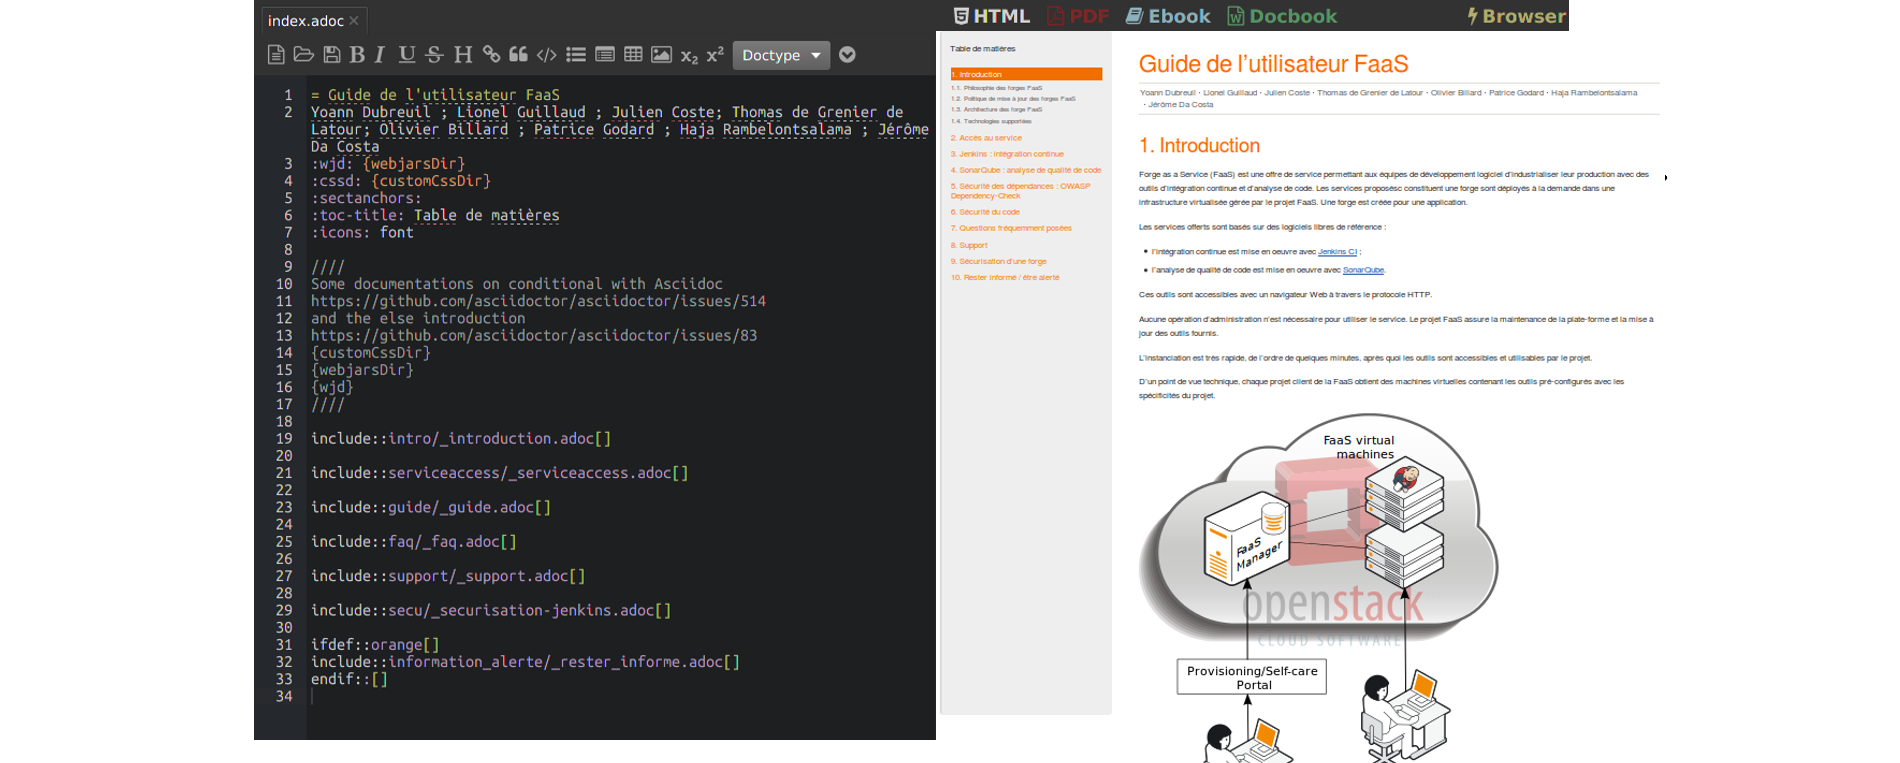 index.adoc
HTML PDF Ebook Docbook Browser
Doctype
1 = Guide de l'utilisateur FaaS
2 Yoann Dubreuil ; Lionel Guillaud ; Julien Coste; Thomas de Grenier de
Latour; Olivier Billard ; Patrice Godard ; Haja Rambelontsalama ; Jérôme
Da Costa
3 :wjd: {webjarsDir}
4 :cssd: {customCssDir}
5 :sectanchors:
6 :toc-title: Table de matières
7 :icons: font
8
9 ////
10 Some documentations on conditional with Asciidoc
11 https://github.com/asciidoctor/asciidoctor/issues/514
12 and the else introduction
13 https://github.com/asciidoctor/asciidoctor/issues/83
14 {customCssDir}
15 {webjarsDir}
16 {wjd}
17 ////
18
19 include::intro/_introduction.adoc[]
20
21 include::serviceaccess/_serviceaccess.adoc[]
22
23 include::guide/_guide.adoc[]
24
25 include::faq/_faq.adoc[]
26
27 include::support/_support.adoc[]
28
29 include::secu/_securisation-jenkins.adoc[]
30
31 ifdef::orange[]
32 include::information_alerte/_rester_informe.adoc[]
33 endif::[]
34
Table de matières
1. Introduction
1.1. Philosophie des forges FaaS
1.2. Politique de mise à jour des forges FaaS
1.3. Architecture des forge FaaS
1.4. Technologies supportées
2. Accès au service
3. Jenkins : intégration continue
4. SonarQube : analyse de qualité de code
5. Sécurité des dépendances : OWASP
Dependency-Check
6. Sécurité du code
7. Questions fréquemment posées
8. Support
9. Sécurisation d'une forge
10. Rester informé / être alerté
Guide de l'utilisateur FaaS
Yoann Dubreuil · Lionel Guillaud · Julien Coste · Thomas de Grenier de Latour · Olivier Billard · Patrice Godard · Haja Rambelontsalama
· Jérôme Da Costa
1. Introduction
Forge as a Service (FaaS) est une offre de service permettant aux équipes de développement logiciel d'industrialiser leur production avec des
outils d'intégration continue et d'analyse de code. Les services proposésc constituent une forge sont déployés à la demande dans une
infrastructure virtualisée gérée par le projet FaaS. Une forge est créée pour une application.
Les services offerts sont basés sur des logiciels libres de référence :
• l'intégration continue est mise en oeuvre avec Jenkins CI ;
• l'analyse de qualité de code est mise en oeuvre avec SonarQube.
Ces outils sont accessibles avec un navigateur Web à travers le protocole HTTP.
Aucune opération d'administration n'est nécessaire pour utiliser le service. Le projet FaaS assure la maintenance de la plate-forme et la mise à
jour des outils fournis.
L'instanciation est très rapide, de l'ordre de quelques minutes, après quoi les outils sont accessibles et utilisables par le projet.
D'un point de vue technique, chaque projet client de la FaaS obtient des machines virtuelles contenant les outils pré-configurés avec les
spécificités du projet.
FaaS virtual
machines
FaaS
Manager
openstack
CLOUD SOFTWARE
Provisioning/Self-care
Portal